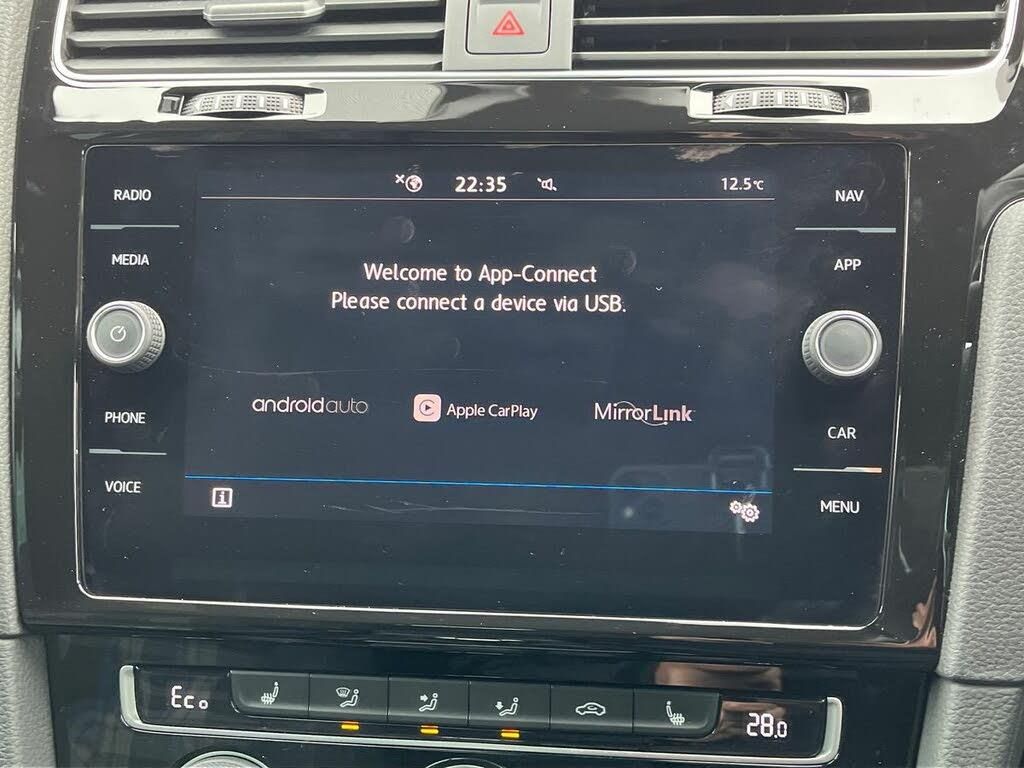 22:35
12.5°C
RADIO
MEDIA
PHONE
VOICE
Welcome to App-Connect
Please connect a device via USB.
androidauto
Apple CarPlay
MirrorLink
i
NAV
APP
CAR
MENU
Eco
28.0